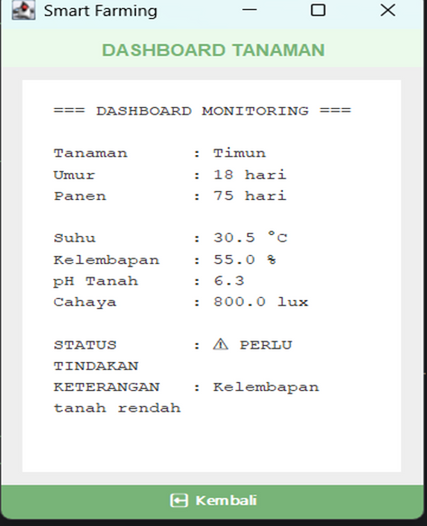 Smart Farming
DASHBOARD TANAMAN
=== DASHBOARD MONITORING ===
Tanaman : Timun
Umur : 18 hari
Panen : 75 hari
Suhu : 30.5 °C
Kelembapan : 55.0 %
pH Tanah : 6.3
Cahaya : 800.0 lux
STATUS : ⚠ PERLU
TINDAKAN
KETERANGAN : Kelembapan
tanah rendah
Kembali